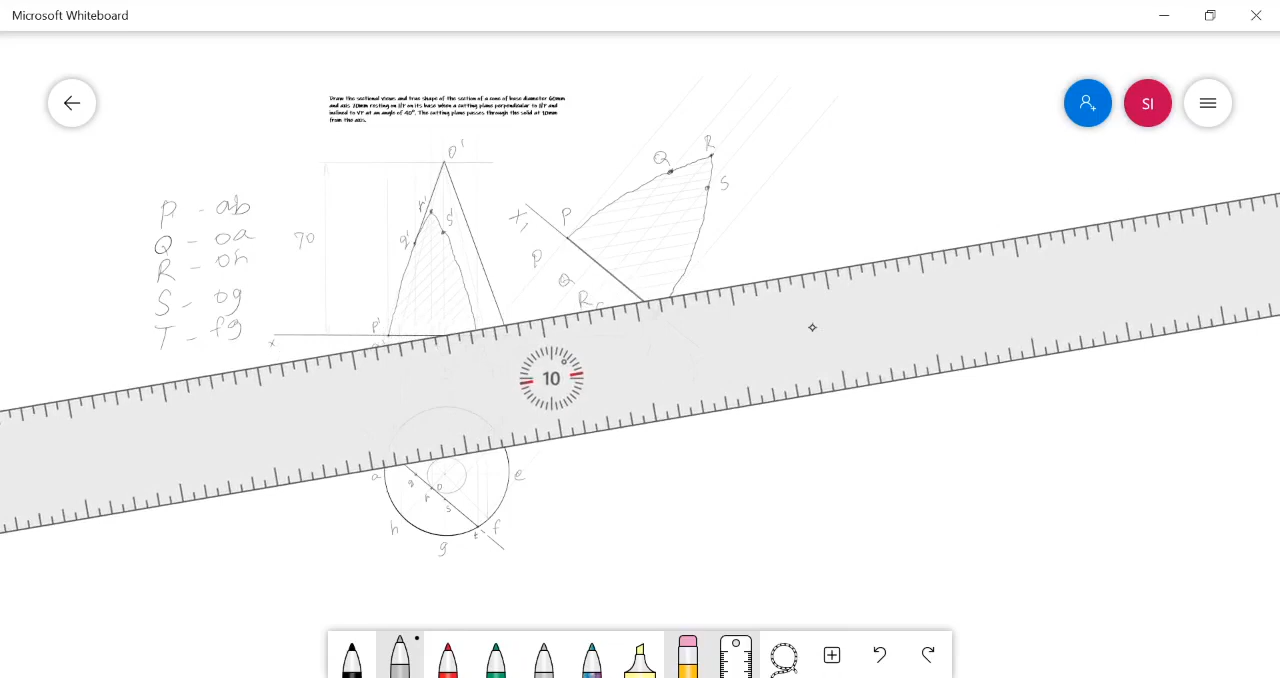 Microsoft Whiteboard
SI
Draw the sectional views and true shape of the section of a cone of base diameter 60mm
and axis 70mm resting on HP on its base when a cutting plane perpendicular to HP and
inclined to VP at an angle of 40°. The cutting plane passes through the solid at 10mm
from the axis.
O'
R
Q
S
P - ab
Q - oa
R - oh
S - og
T - fg
70
r'
s'
q'
P
X1
P
Q
R
P'
x
10
a
e
q
o
r
s
h
f
t
g